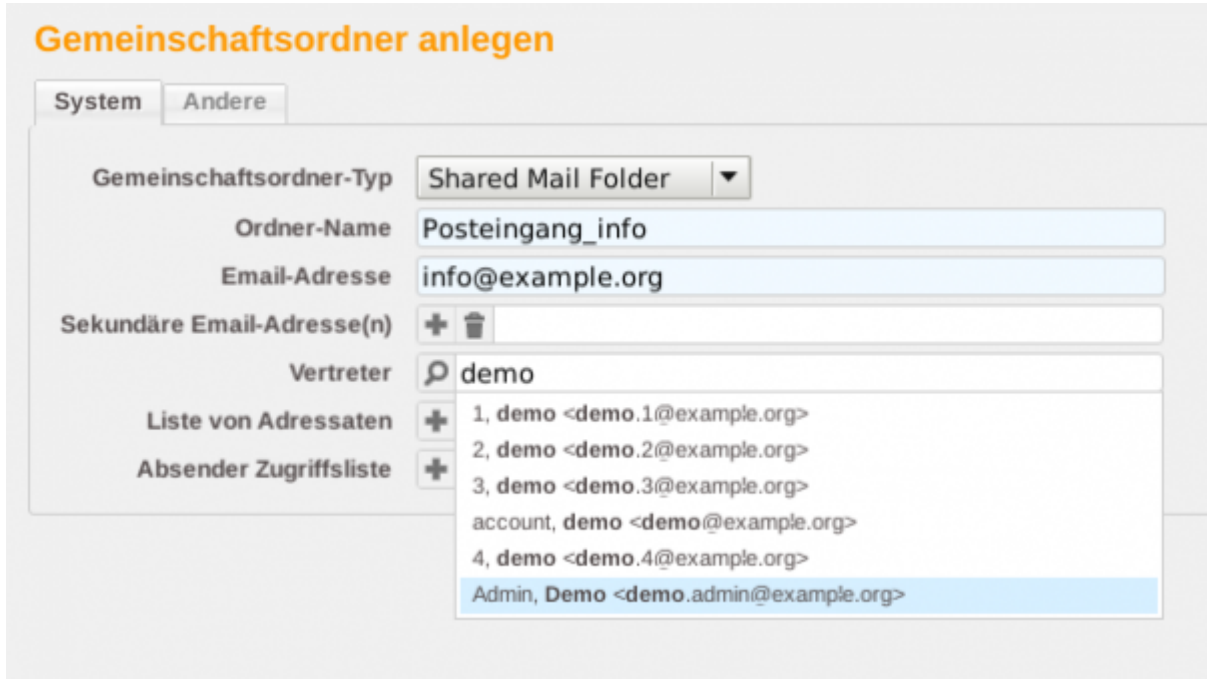 Gemeinschaftsordner anlegen
System Andere
Gemeinschaftsordner-Typ Shared Mail Folder
Ordner-Name Posteingang_info
Email-Adresse info@example.org
Sekundäre Email-Adresse(n)
Vertreter demo
1, demo <demo.1@example.org>
Liste von Adressaten
2, demo <demo.2@example.org>
Absender Zugriffsliste
3, demo <demo.3@example.org>
account, demo <demo@example.org>
4, demo <demo.4@example.org>
Admin, Demo <demo.admin@example.org>